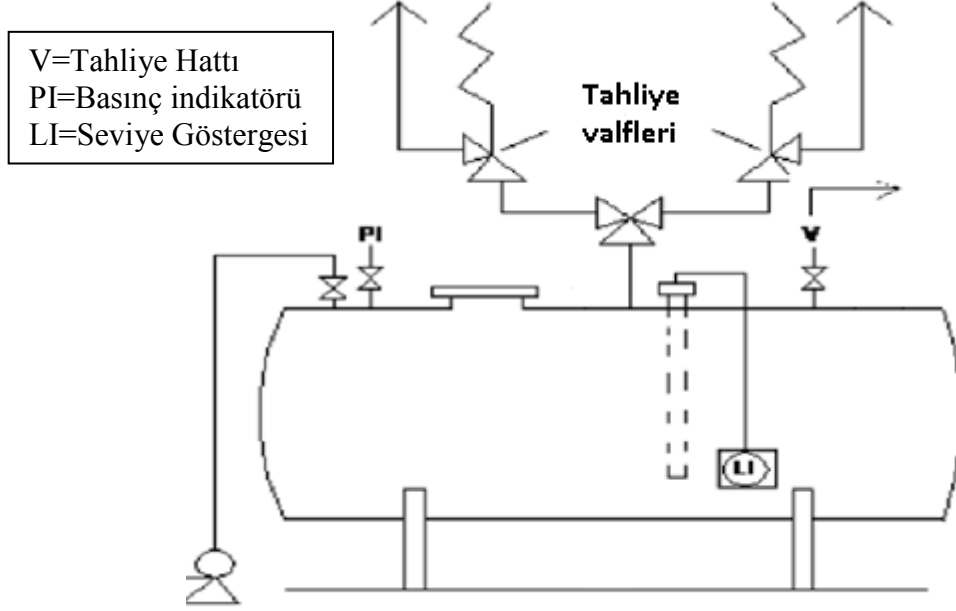 V=Tahliye Hattı
PI=Basınç indikatörü
LI=Seviye Göstergesi
Tahliye
valfleri
PI
V
LI